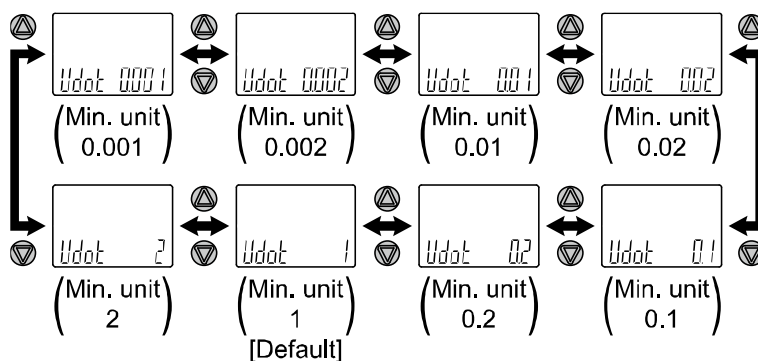 Udot 0.001
Udot 0.002
Udot 0.01
Udot 0.02
(Min. unit 0.001)
(Min. unit 0.002)
(Min. unit 0.01)
(Min. unit 0.02)
Udot 2
Udot 1
Udot 0.2
Udot 0.1
(Min. unit 2)
(Min. unit 1)
(Min. unit 0.2)
(Min. unit 0.1)
[Default]